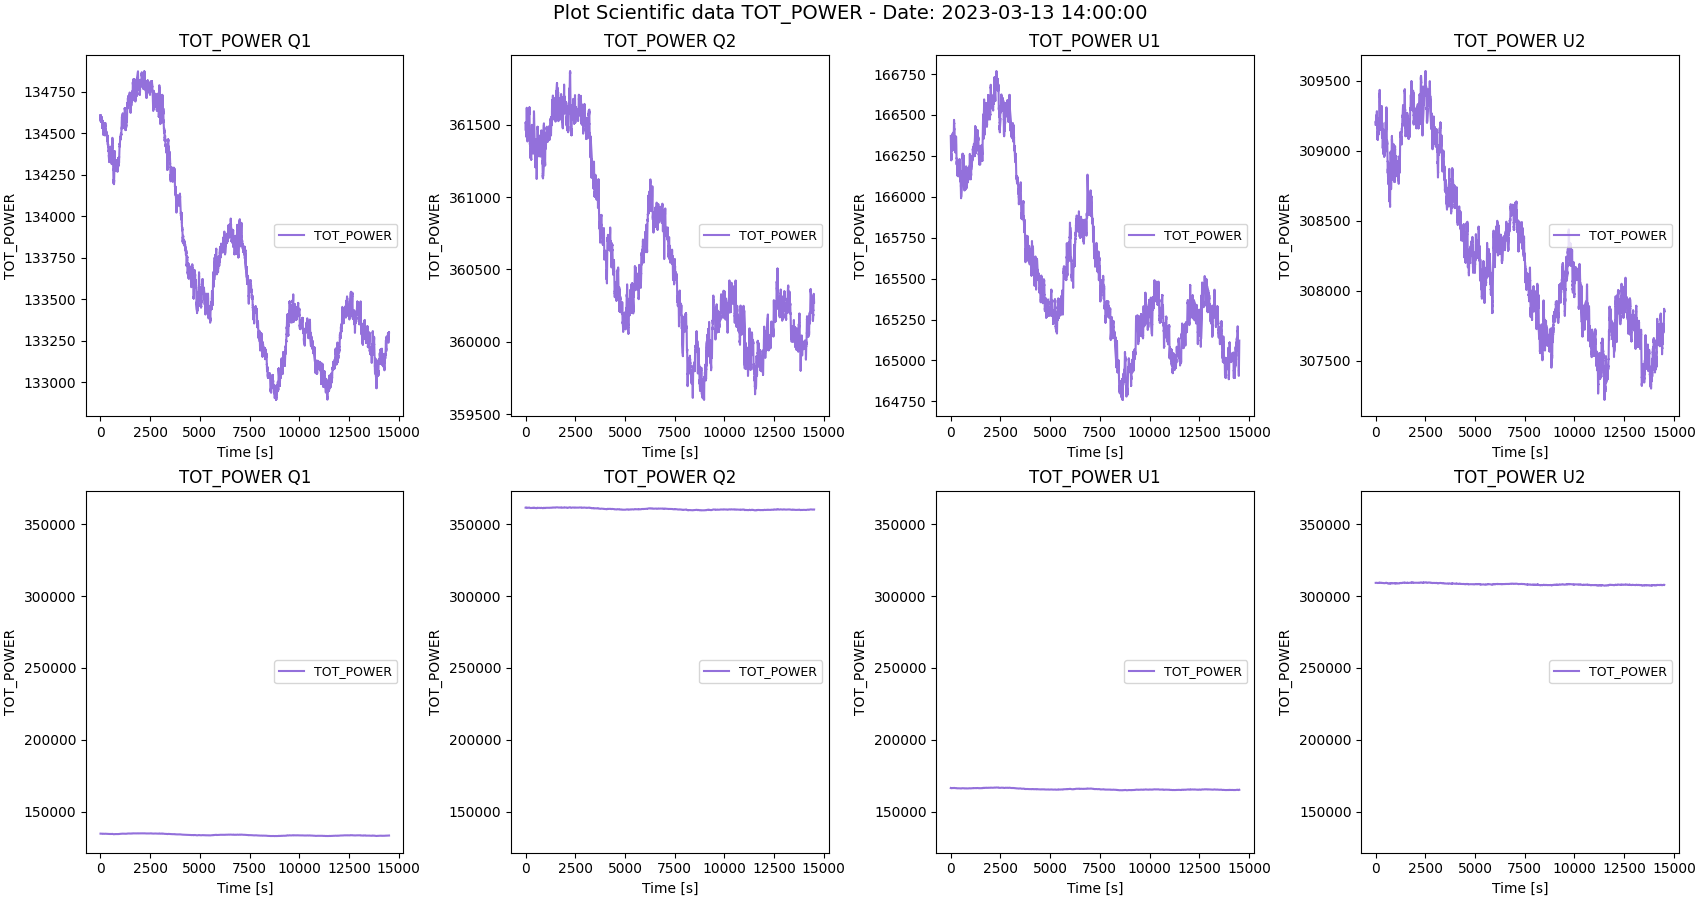 Plot Scientific data TOT_POWER - Date: 2023-03-13 14:00:00
TOT_POWER Q1
TOT_POWER
134750
134500
134250
134000
133750
133500
133250
133000
TOT_POWER
0 2500 5000 7500 10000 12500 15000
Time [s]
TOT_POWER Q2
TOT_POWER
361500
361000
360500
360000
359500
TOT_POWER
0 2500 5000 7500 10000 12500 15000
Time [s]
TOT_POWER U1
TOT_POWER
166750
166500
166250
166000
165750
165500
165250
165000
164750
TOT_POWER
0 2500 5000 7500 10000 12500 15000
Time [s]
TOT_POWER U2
TOT_POWER
309500
309000
308500
308000
307500
TOT_POWER
0 2500 5000 7500 10000 12500 15000
Time [s]
TOT_POWER Q1
TOT_POWER
350000
300000
250000
200000
150000
TOT_POWER
0 2500 5000 7500 10000 12500 15000
Time [s]
TOT_POWER Q2
TOT_POWER
350000
300000
250000
200000
150000
TOT_POWER
0 2500 5000 7500 10000 12500 15000
Time [s]
TOT_POWER U1
TOT_POWER
350000
300000
250000
200000
150000
TOT_POWER
0 2500 5000 7500 10000 12500 15000
Time [s]
TOT_POWER U2
TOT_POWER
350000
300000
250000
200000
150000
TOT_POWER
0 2500 5000 7500 10000 12500 15000
Time [s]